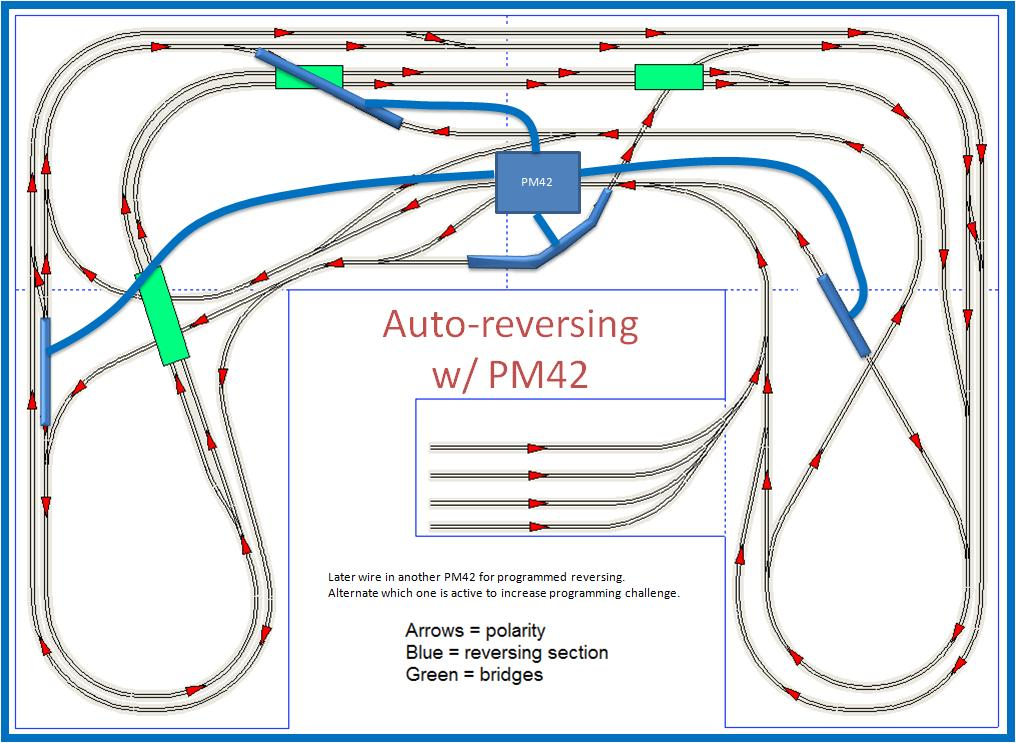 PM42
Auto-reversing
w/ PM42
Later wire in another PM42 for programmed reversing.
Alternate which one is active to increase programming challenge.
Arrows = polarity
Blue = reversing section
Green = bridges